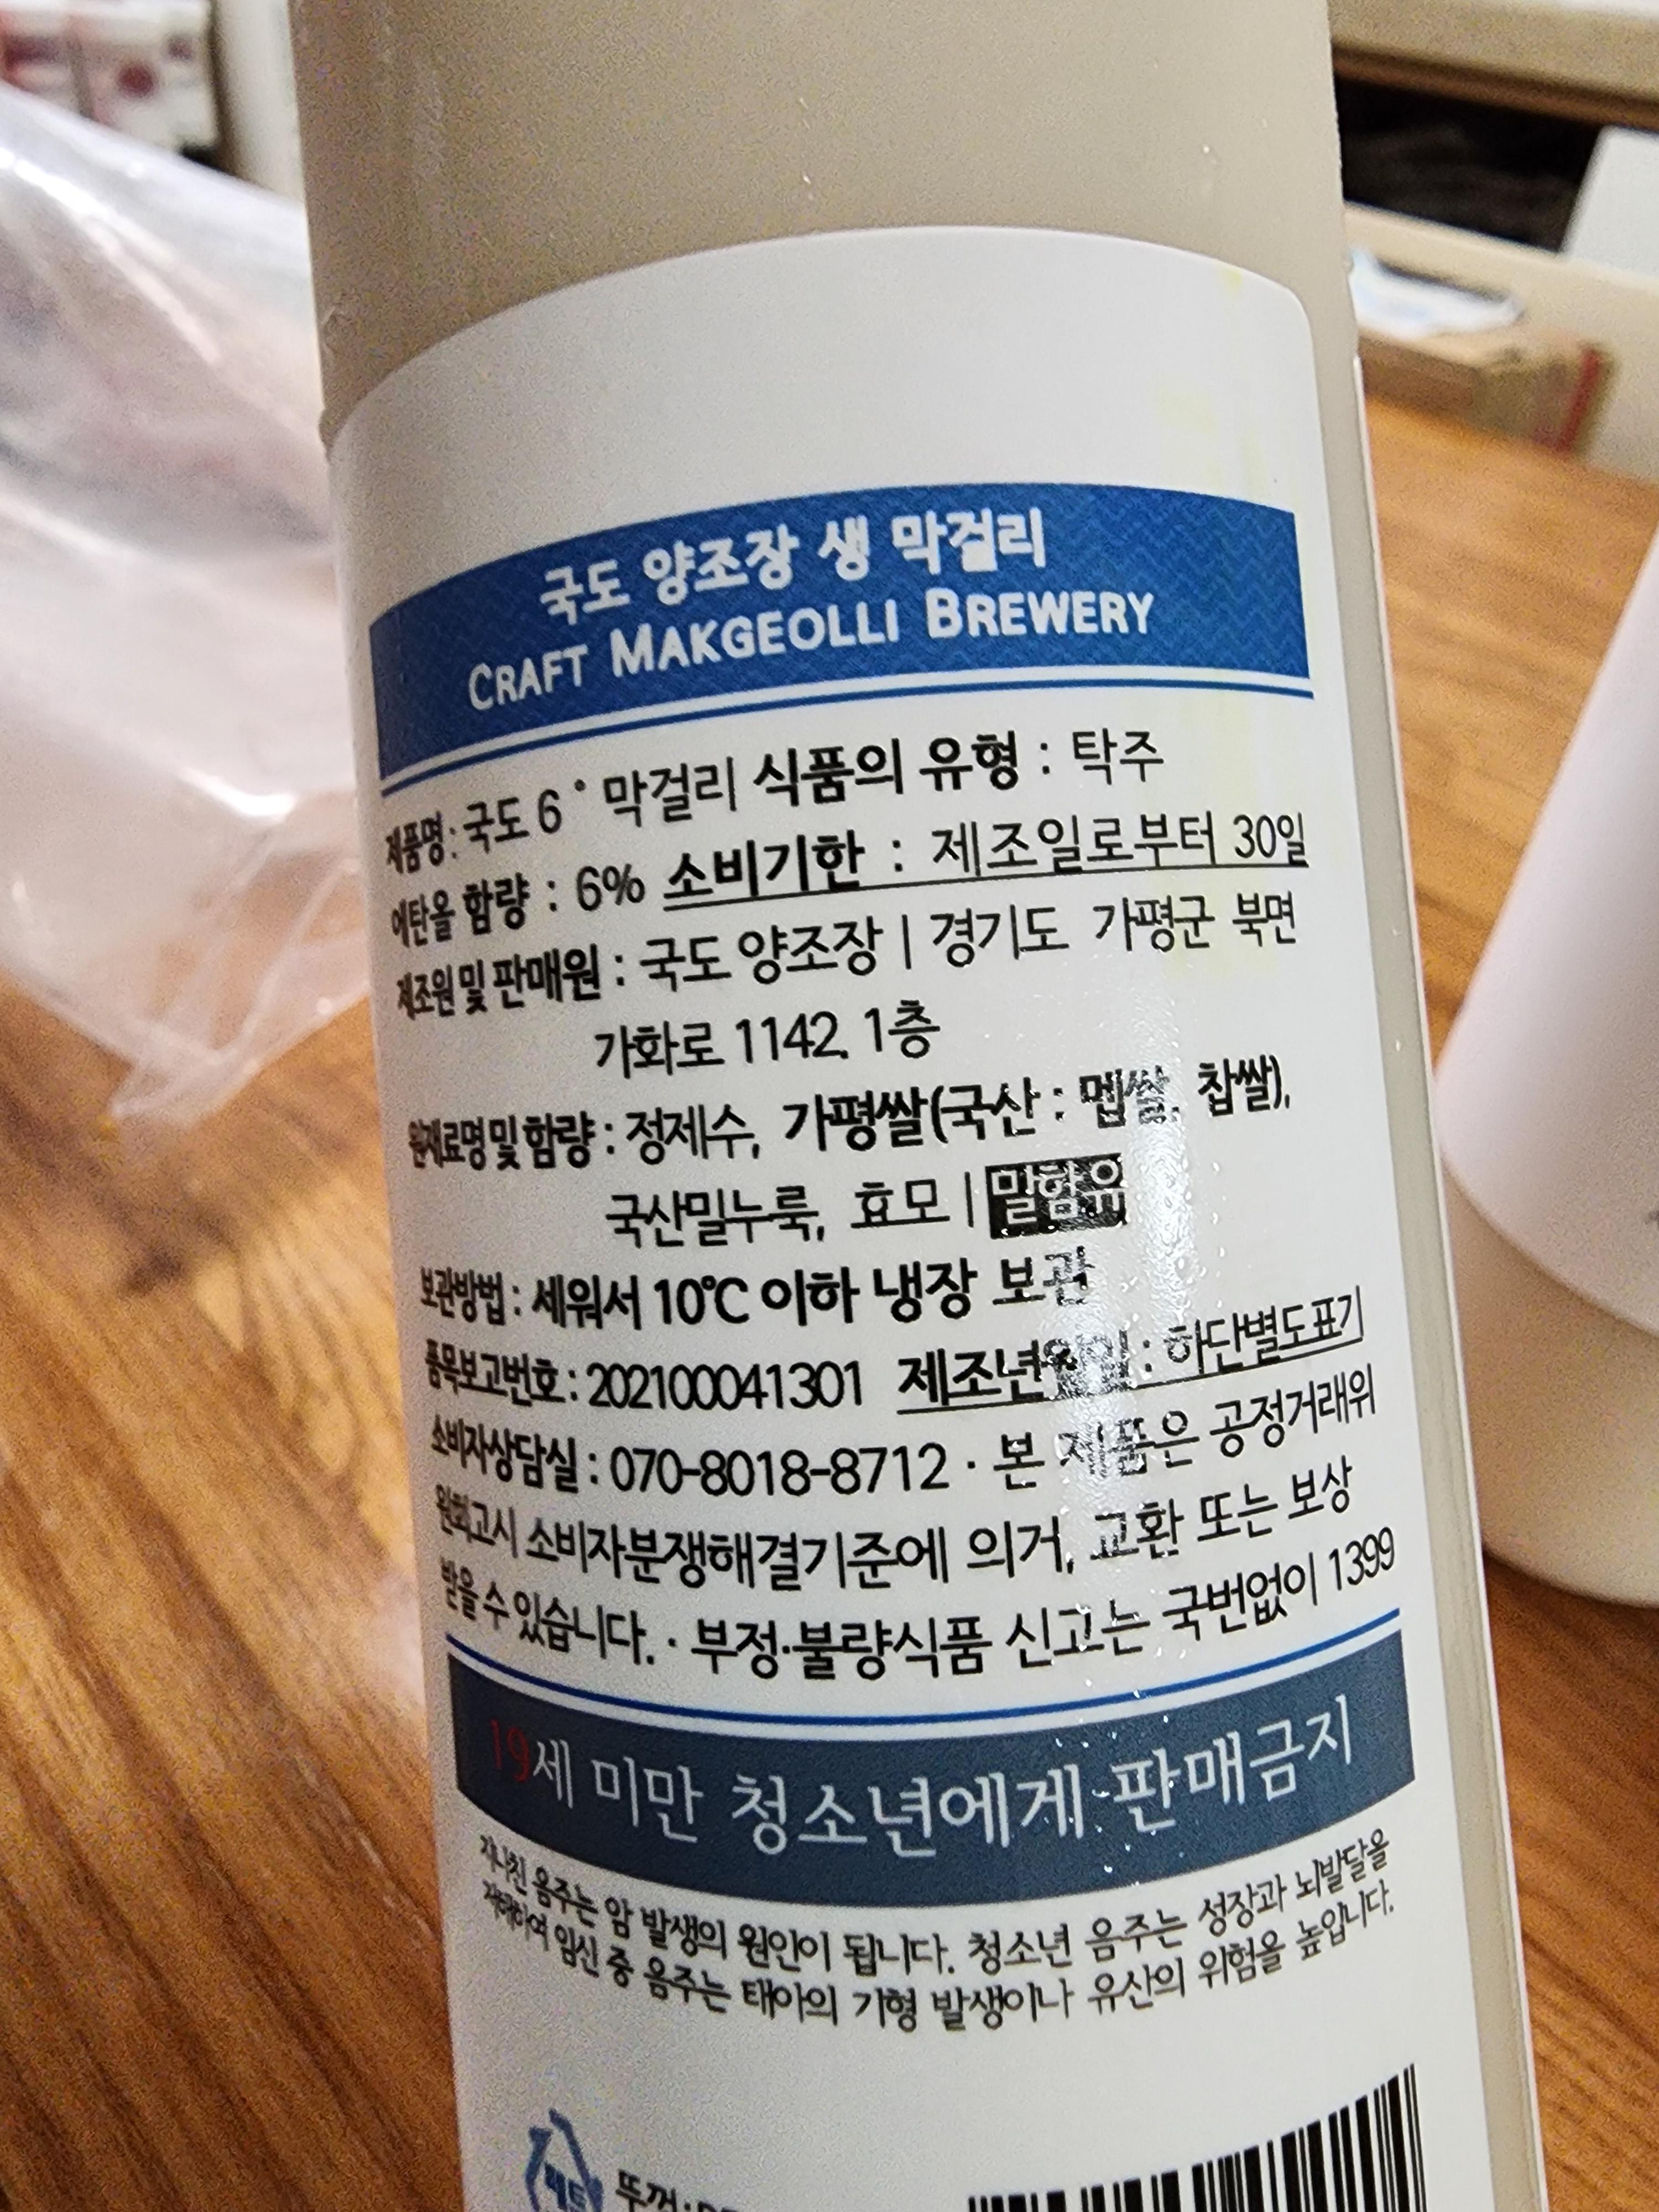 국도 양조장 생 막걸리
CRAFT MAKGEOLLI BREWERY
제품명: 국도 6° 막걸리 식품의 유형 : 탁주
에탄올 함량 : 6% 소비기한 : 제조일로부터 30일
제조원 및 판매원 : 국도 양조장 | 경기도 가평군 북면
가화로 1142, 1층
원재료명 및 함량 : 정제수, 가평쌀(국산 : 멥쌀, 찹쌀),
국산밀누룩, 효모 | 밀함유
보관방법 : 세워서 10℃ 이하 냉장 보관
품목보고번호 : 202100041301 제조년월일 : 하단별도표기
소비자상담실 : 070-8018-8712 · 본 제품은 공정거래위
원회고시 소비자분쟁해결기준에 의거, 교환 또는 보상
받을 수 있습니다. · 부정·불량식품 신고는 국번없이 1399
19세 미만 청소년에게 판매금지
지나친 음주는 암 발생의 원인이 됩니다. 청소년 음주는 성장과 뇌발달을
저해하여 임신 중 음주는 태아의 기형 발생이나 유산의 위험을 높입니다.
페트
뚜껑: